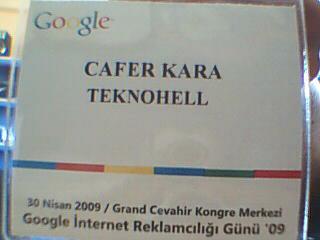 Google
CAFER KARA
TEKNOHELL
30 Nisan 2009 / Grand Cevahir Kongre Merkezi
Google İnternet Reklamcılığı Günü '09